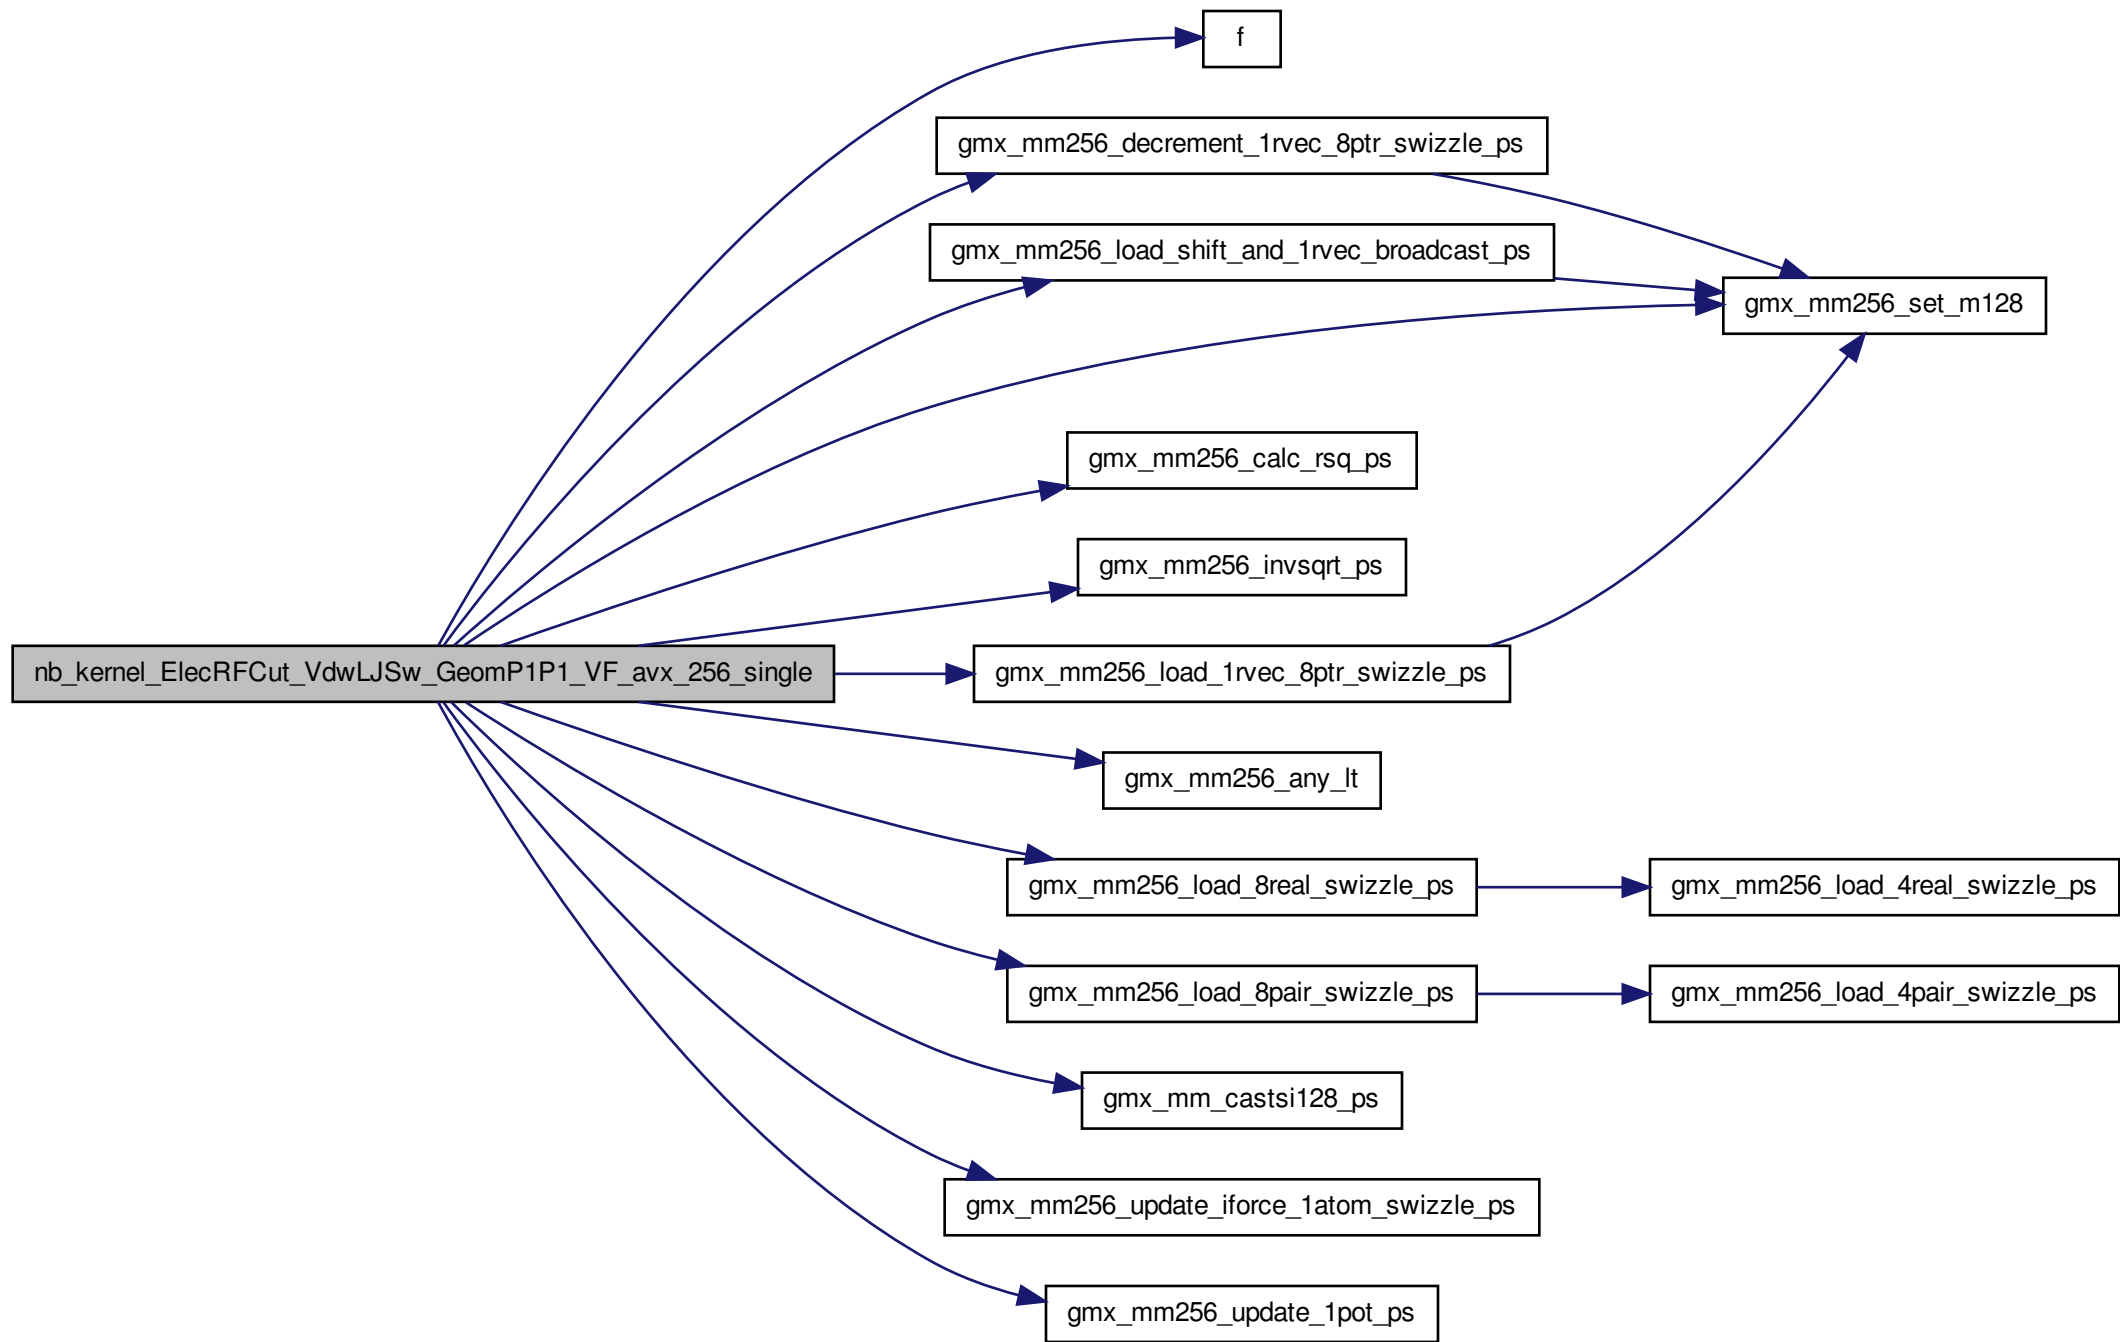 f
gmx_mm256_decrement_1rvec_8ptr_swizzle_ps
gmx_mm256_load_shift_and_1rvec_broadcast_ps
gmx_mm256_set_m128
gmx_mm256_calc_rsq_ps
gmx_mm256_invsqrt_ps
nb_kernel_ElecRFCut_VdwLJSw_GeomP1P1_VF_avx_256_single
gmx_mm256_load_1rvec_8ptr_swizzle_ps
gmx_mm256_any_lt
gmx_mm256_load_8real_swizzle_ps
gmx_mm256_load_4real_swizzle_ps
gmx_mm256_load_8pair_swizzle_ps
gmx_mm256_load_4pair_swizzle_ps
gmx_mm_castsi128_ps
gmx_mm256_update_iforce_1atom_swizzle_ps
gmx_mm256_update_1pot_ps